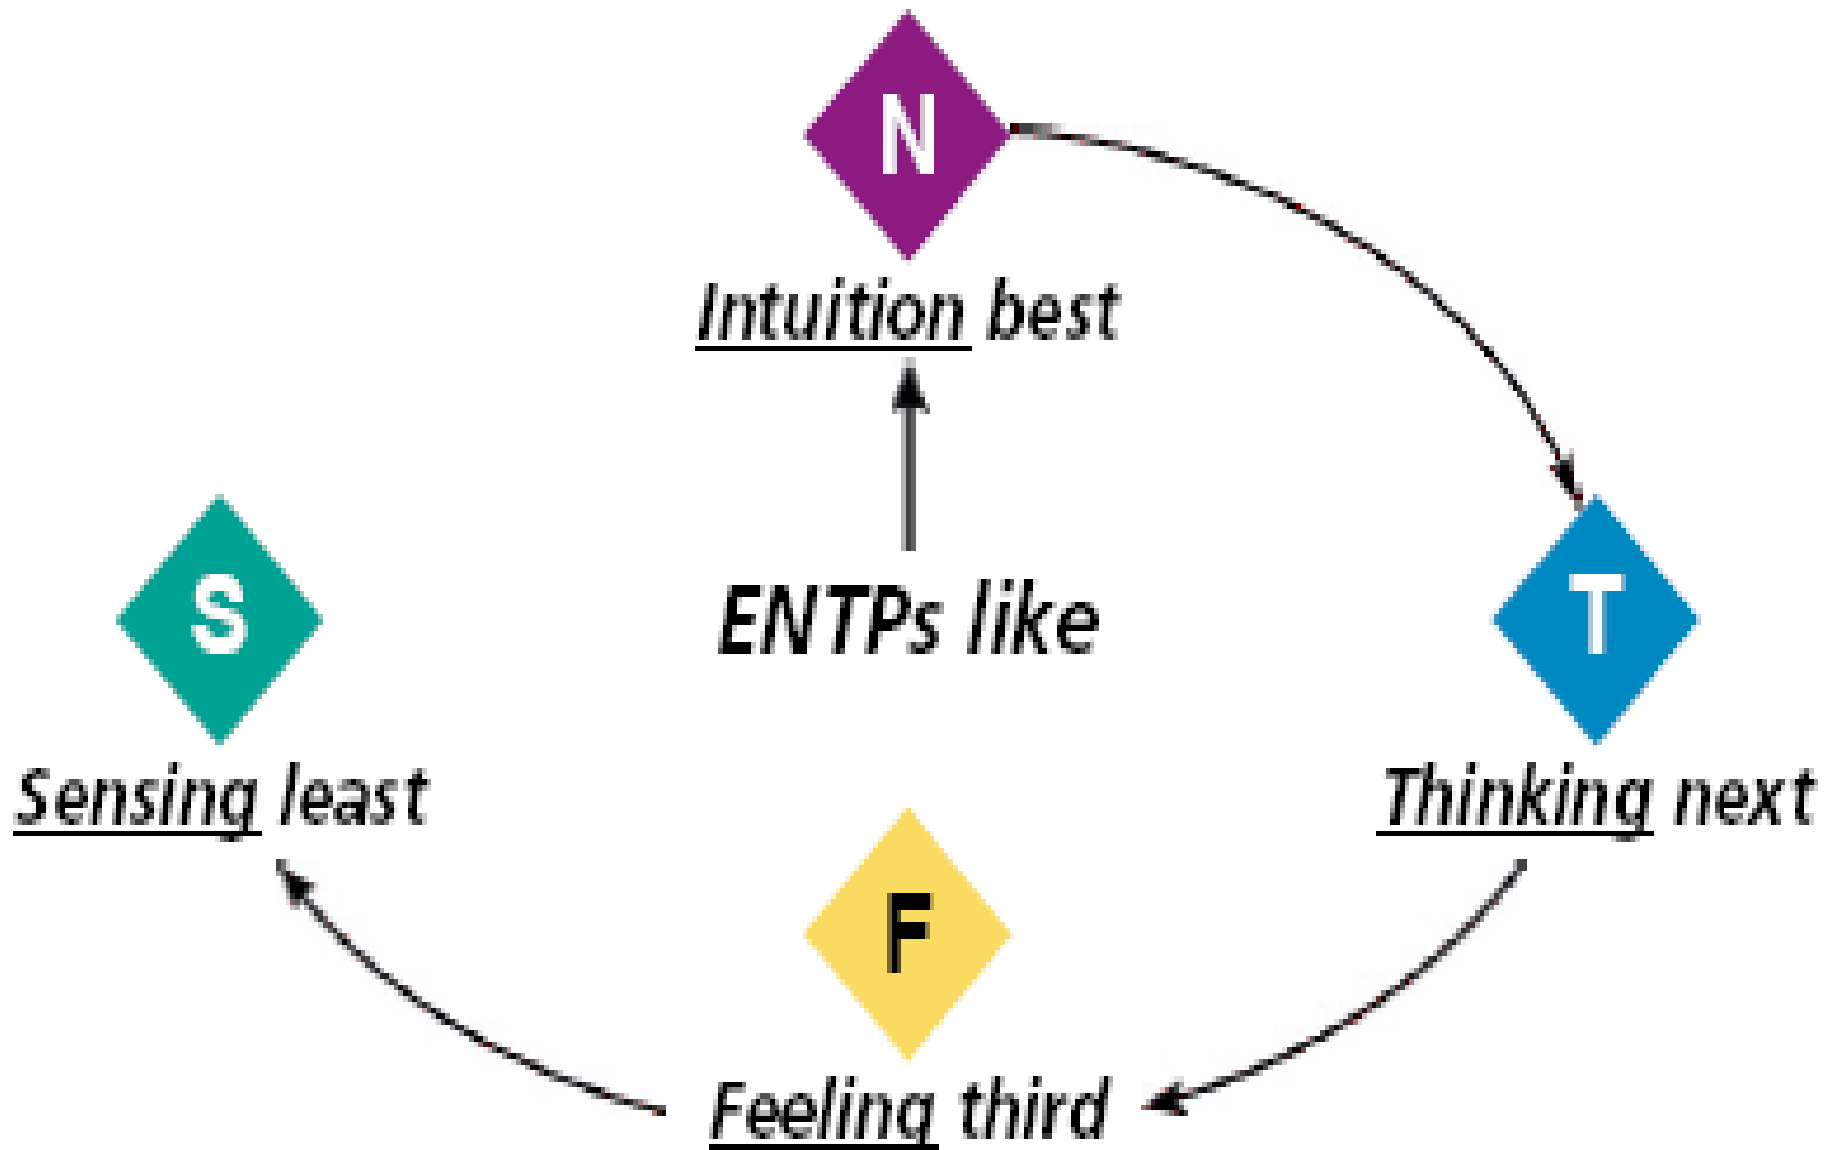 N
Intuition best
ENTPs like
S
T
Sensing least
Thinking next
F
Feeling third